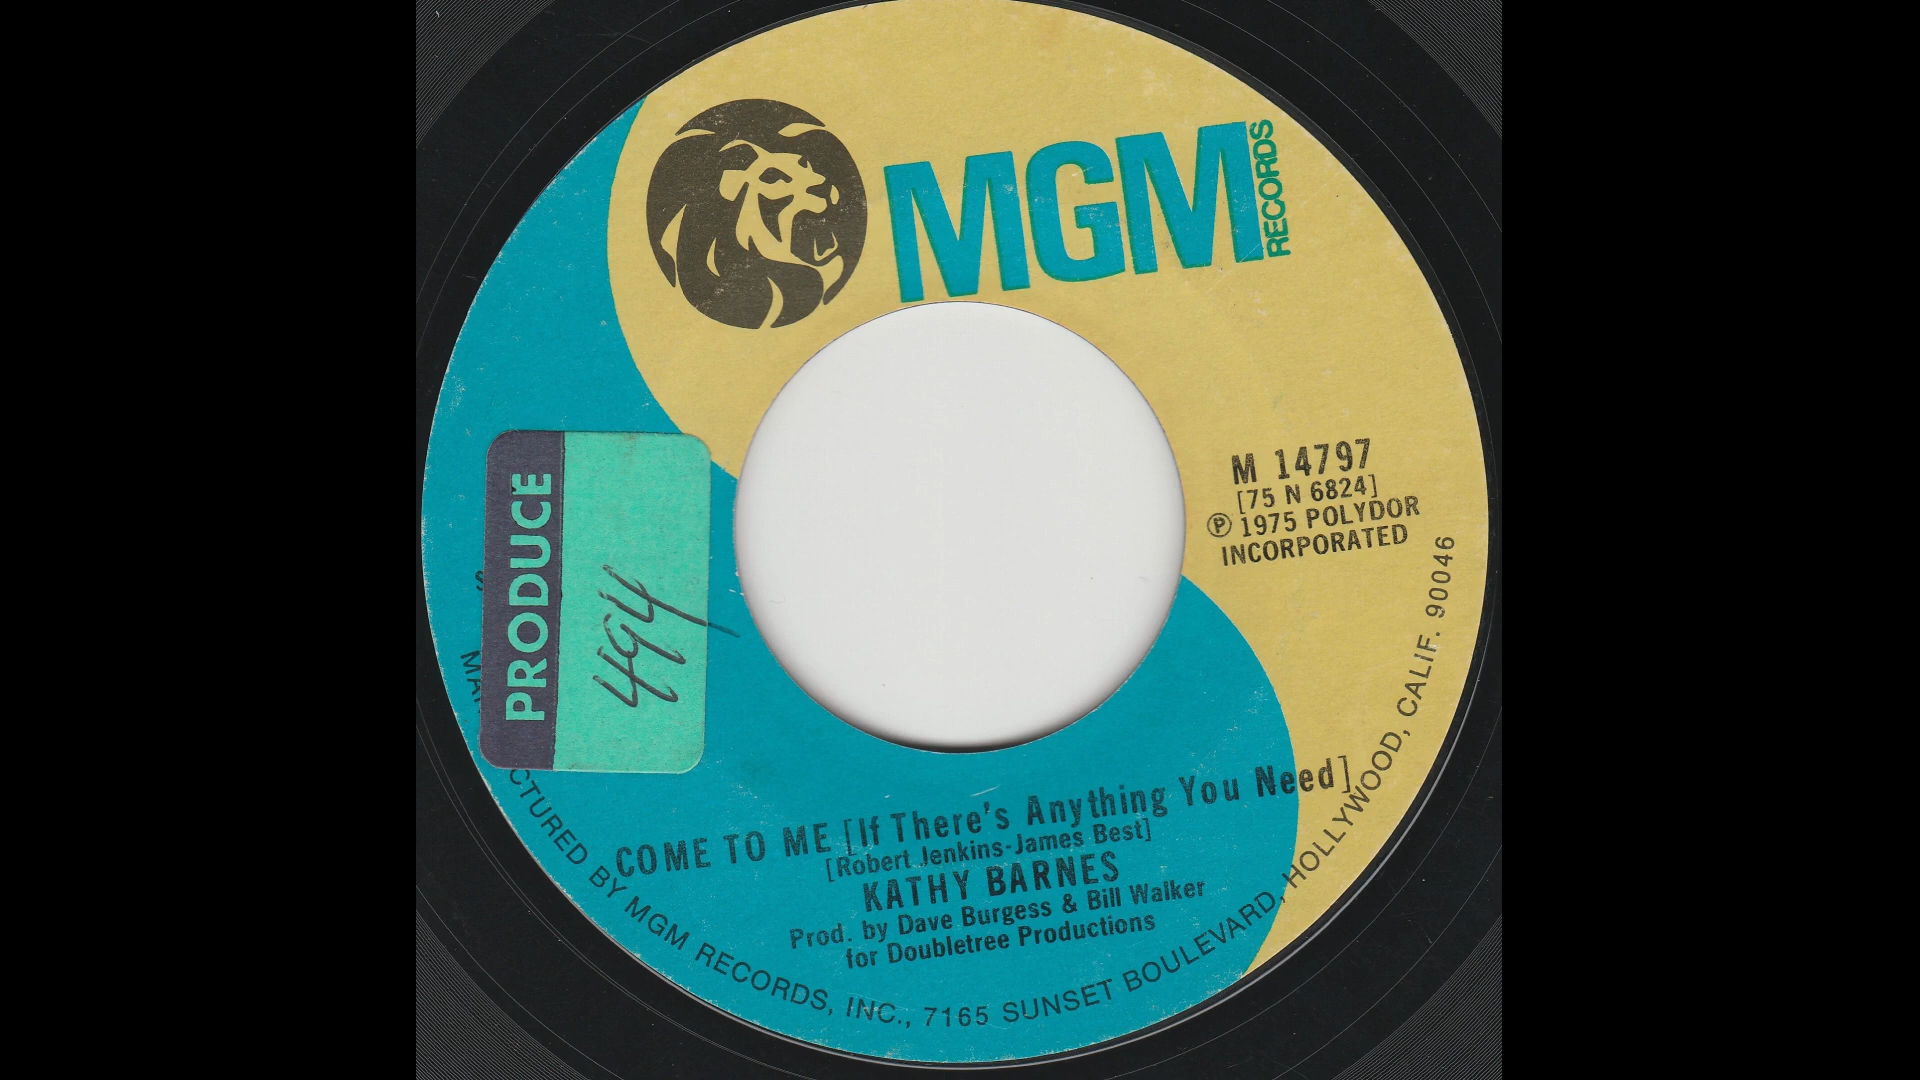 MGM RECORDS
M 14797
[75 N 6824]
Ⓟ 1975 POLYDOR
INCORPORATED
PRODUCE
494
COME TO ME [If There's Anything You Need]
[Robert Jenkins-James Best]
KATHY BARNES
Prod. by Dave Burgess & Bill Walker
for Doubletree Productions
CTURED BY MGM RECORDS, INC., 7165 SUNSET BOULEVARD, HOLLYWOOD, CALIF. 90046